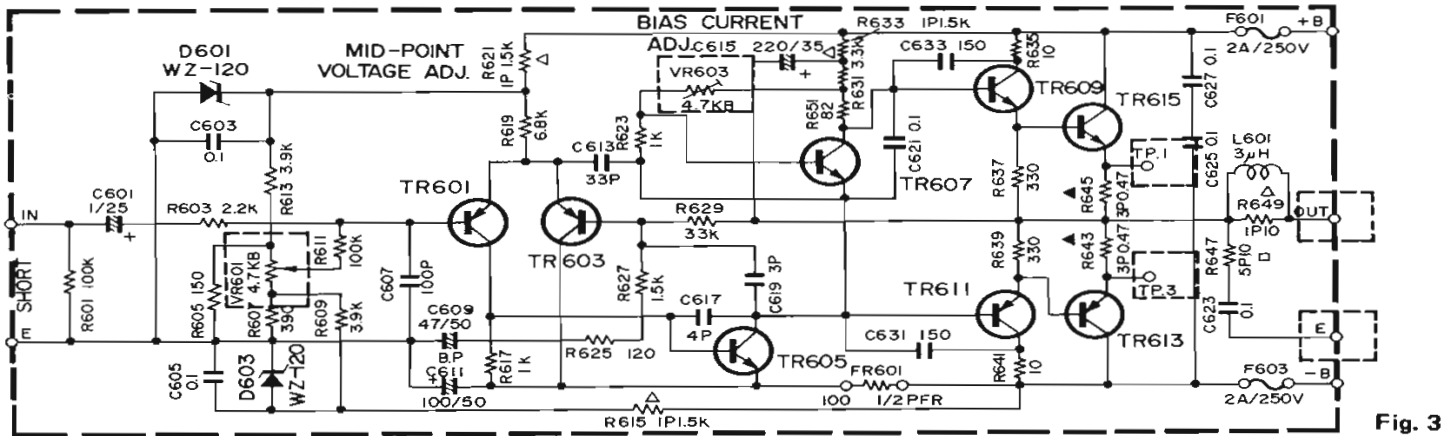 BIAS CURRENT
ADJ.
MID-POINT
VOLTAGE ADJ.
D601
WZ-120
C603
0.1
R613 3.9K
R621
1P 1.5K
R619
6.8K
C601
1/25
+
IN
R603 2.2K
R601 100K
SHORT
E
R605 150
VR601
4.7KB
R607
390
R611
100K
R609
3.9K
C605
0.1
D603
WZ-120
C607
100P
C609
47/50
B.P
C611
+
100/50
R617
1K
TR601
TR603
C613
33P
R623
1K
C615
220/35
+
VR603
4.7KB
R633 1P1.5K
3.3K
R631
R651
82
TR607
C621 0.1
C633 150
R635
10
TR609
TR615
R629
33K
R627
1.5K
C619 3P
C617
4P
R625 120
TR605
R637
330
R639
330
R645
3P0.47
R643
3P0.47
TR611
TR613
C631 150
R641
10
FR601
100
1/2PFR
R615 1P1.5K
F601
2A/250V
+B
C627 0.1
C625 0.1
TP.1
TP.3
L601
3μH
R649
1P10
OUT
R647
5P10
C623
0.1
E
F603
2A/250V
-B
Fig. 3